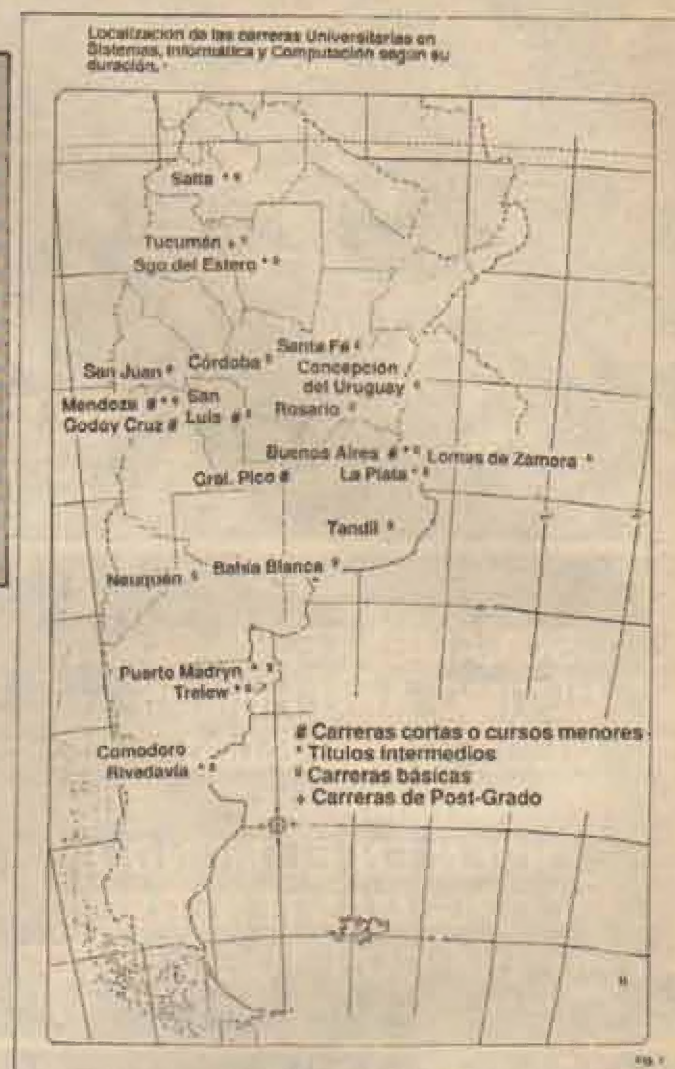 Localización de las carreras Universitarias en
Sistemas, Informática y Computación según su
duración.
Salta * º
Tucumán + º
Sgo del Estero * º
Santa Fé º
San Juan º Córdoba º
Concepción
del Uruguay º
Mendoza # * º San
Luis # º
Rosario º
Godoy Cruz #
Buenos Aires # * º Lomas de Zamora º
Gral. Pico # La Plata * º
Tandil º
Bahía Blanca º
Neuquén º
Puerto Madryn * º
Trelew * º
# Carreras cortas o cursos menores
* Títulos Intermedios
º Carreras básicas
+ Carreras de Post-Grado
Comodoro
Rivadavia * º